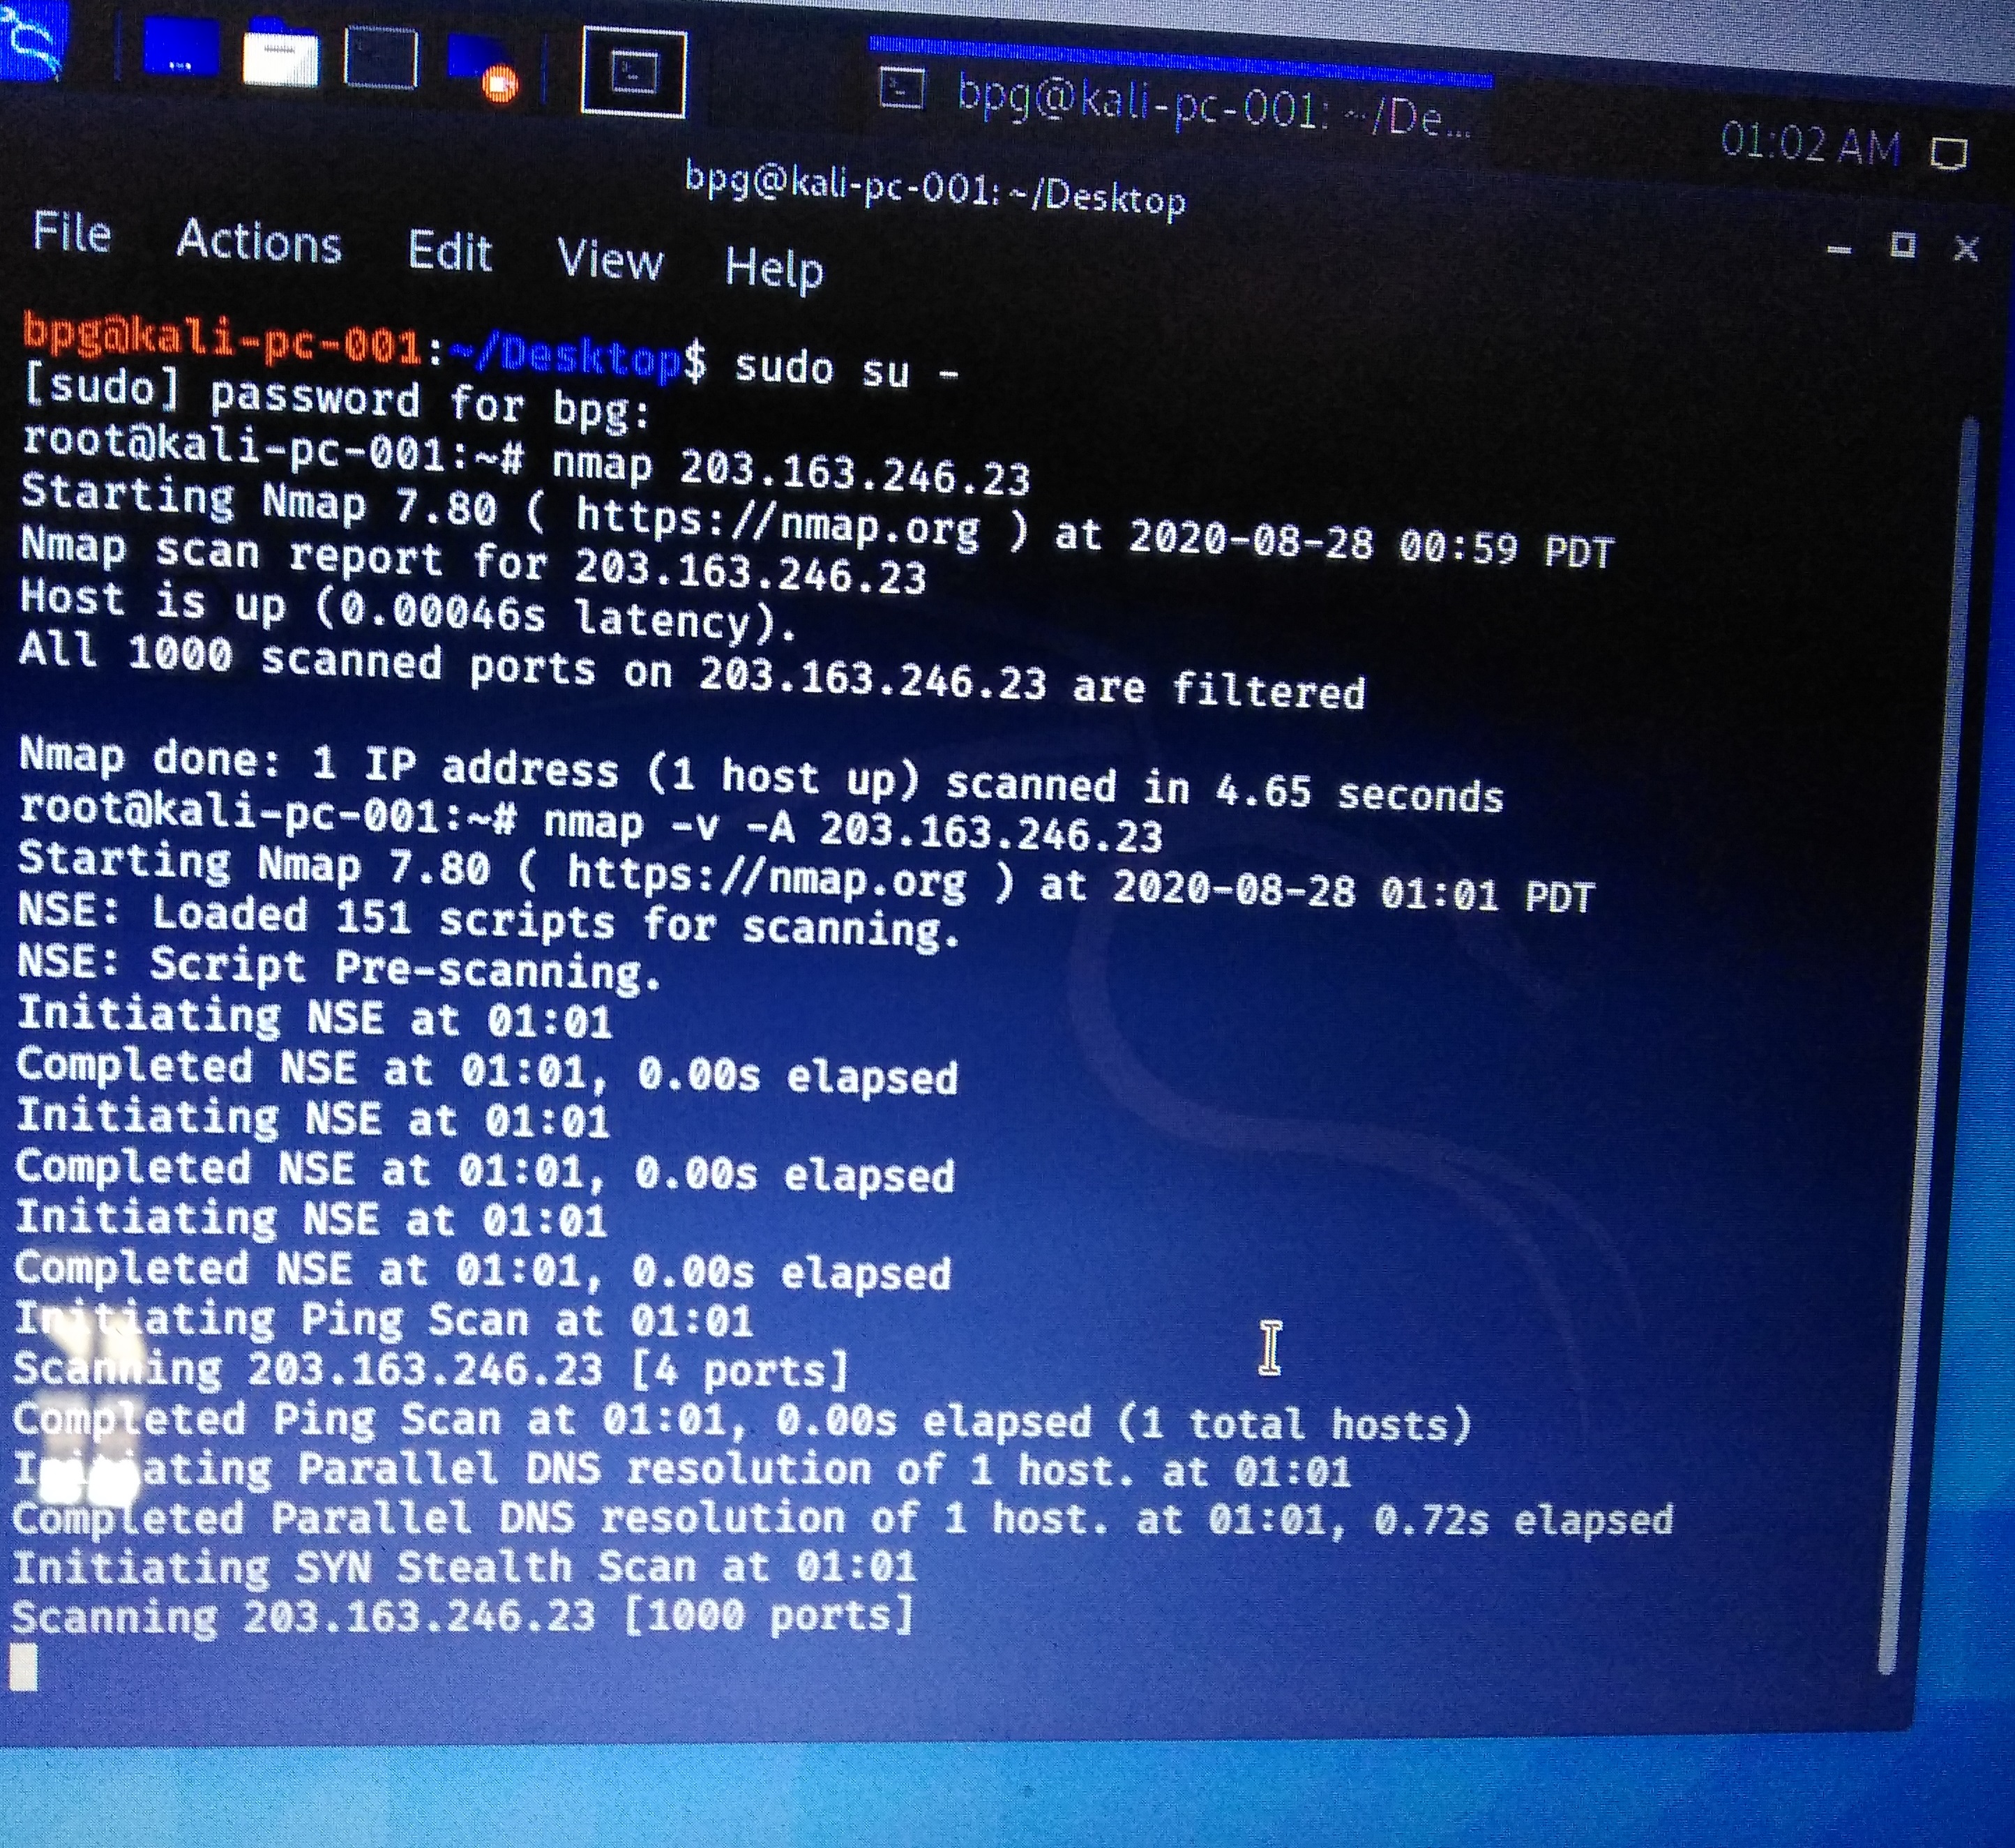 bpg@kali-pc-001: ~/De...
01:02 AM
bpg@kali-pc-001: ~/Desktop
File Actions Edit View Help
bpg@kali-pc-001:~/Desktop$ sudo su -
[sudo] password for bpg:
root@kali-pc-001:~# nmap 203.163.246.23
Starting Nmap 7.80 ( https://nmap.org ) at 2020-08-28 00:59 PDT
Nmap scan report for 203.163.246.23
Host is up (0.00046s latency).
All 1000 scanned ports on 203.163.246.23 are filtered
Nmap done: 1 IP address (1 host up) scanned in 4.65 seconds
root@kali-pc-001:~# nmap -v -A 203.163.246.23
Starting Nmap 7.80 ( https://nmap.org ) at 2020-08-28 01:01 PDT
NSE: Loaded 151 scripts for scanning.
NSE: Script Pre-scanning.
Initiating NSE at 01:01
Completed NSE at 01:01, 0.00s elapsed
Initiating NSE at 01:01
Completed NSE at 01:01, 0.00s elapsed
Initiating NSE at 01:01
Completed NSE at 01:01, 0.00s elapsed
Initiating Ping Scan at 01:01
Scanning 203.163.246.23 [4 ports]
Completed Ping Scan at 01:01, 0.00s elapsed (1 total hosts)
Initiating Parallel DNS resolution of 1 host. at 01:01
Completed Parallel DNS resolution of 1 host. at 01:01, 0.72s elapsed
Initiating SYN Stealth Scan at 01:01
Scanning 203.163.246.23 [1000 ports]